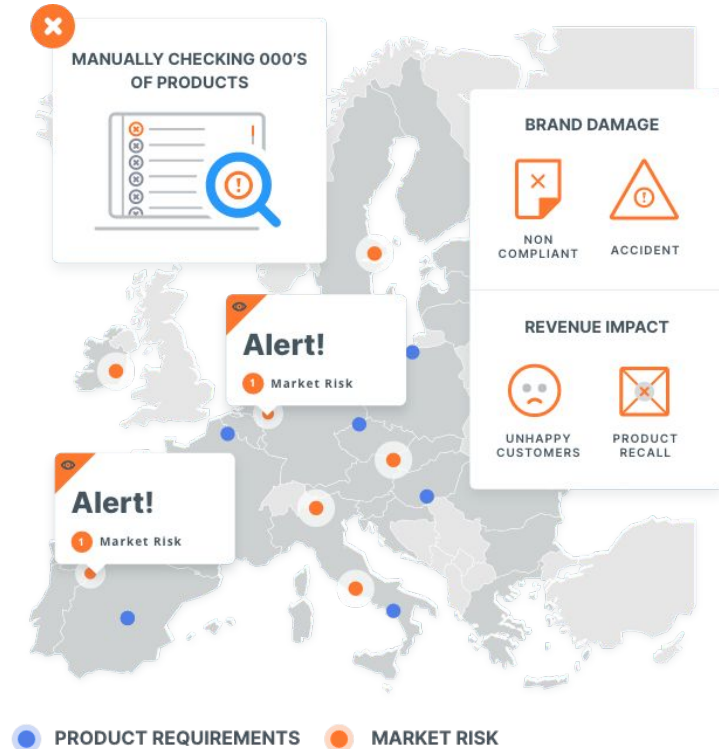 MANUALLY CHECKING 000'S
OF PRODUCTS
BRAND DAMAGE
NON
COMPLIANT
ACCIDENT
REVENUE IMPACT
UNHAPPY
CUSTOMERS
PRODUCT
RECALL
Alert!
1 Market Risk
Alert!
1 Market Risk
PRODUCT REQUIREMENTS
MARKET RISK